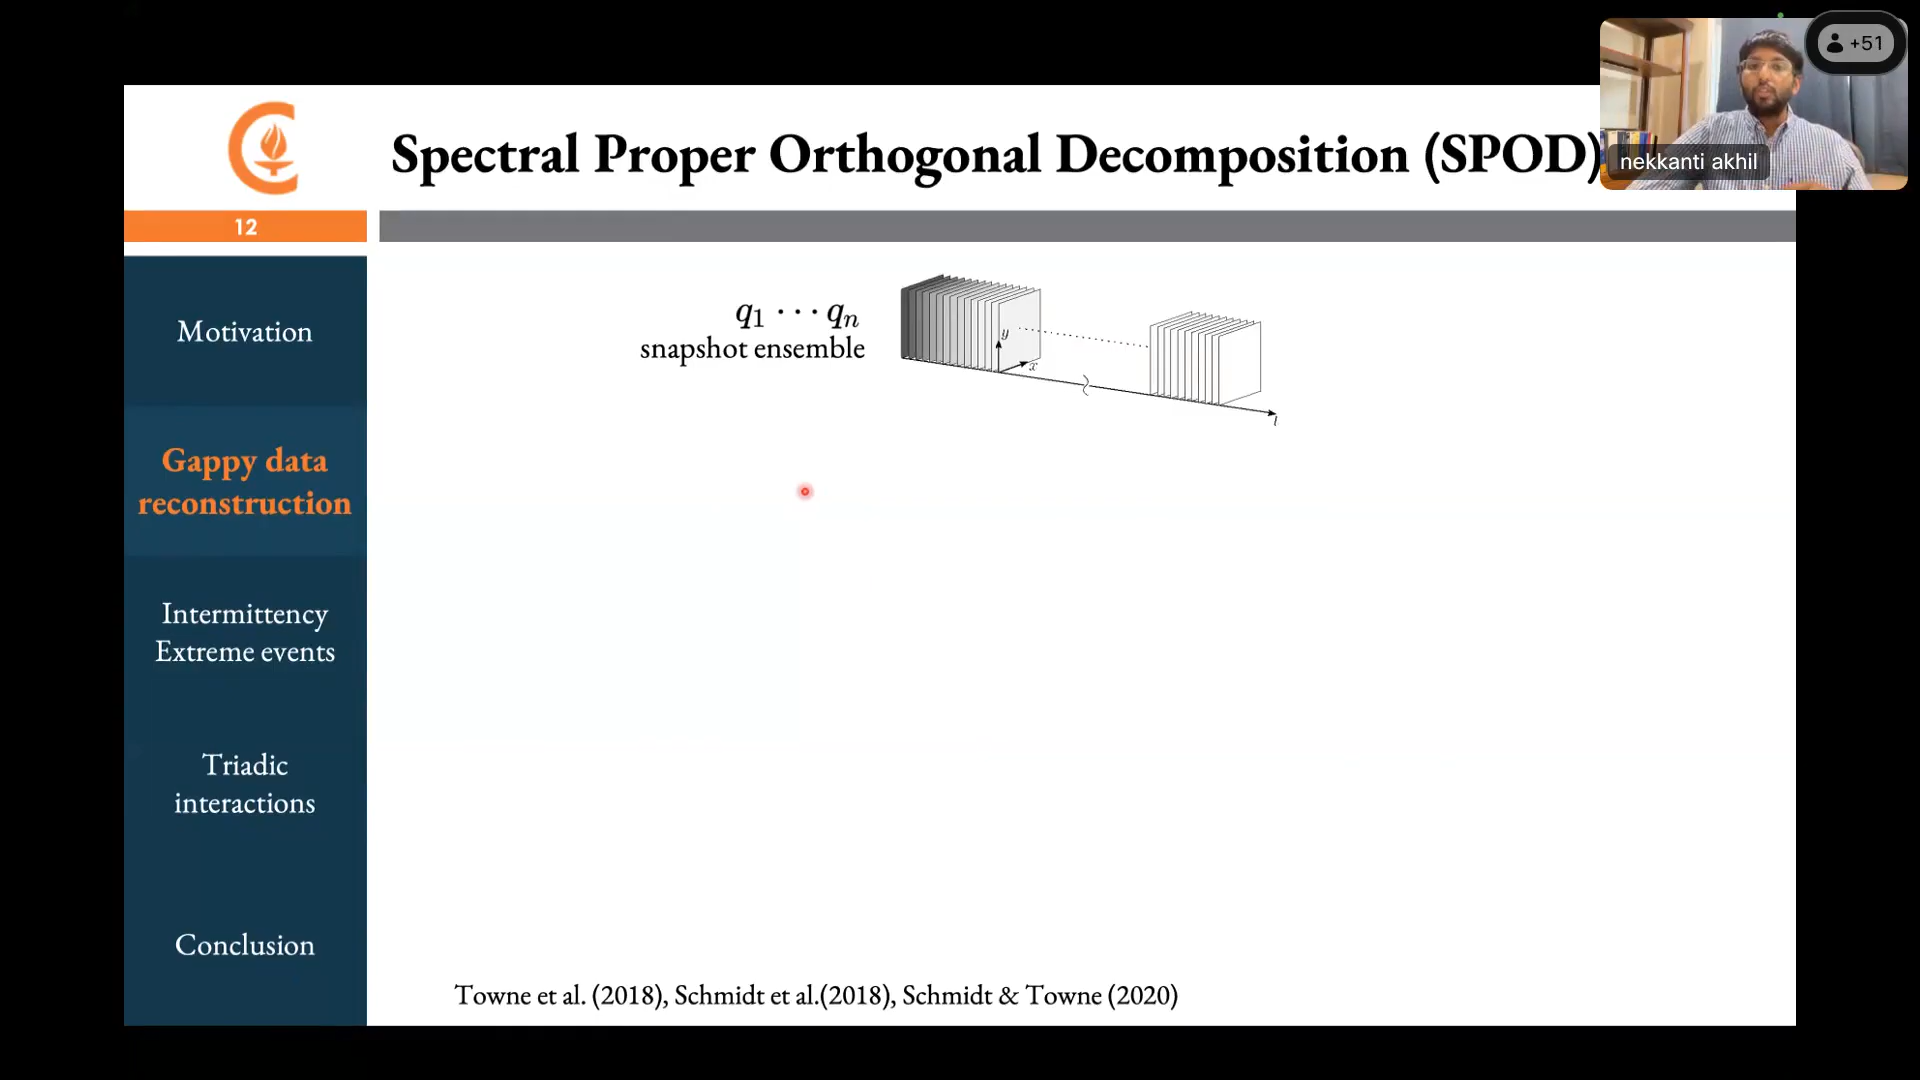 +51
nekkanti akhil
Spectral Proper Orthogonal Decomposition (SPOD)
12
Motivation
Gappy data
reconstruction
Intermittency
Extreme events
Triadic
interactions
Conclusion
q₁ ··· qₙ
snapshot ensemble
y
x
t
Towne et al. (2018), Schmidt et al.(2018), Schmidt & Towne (2020)